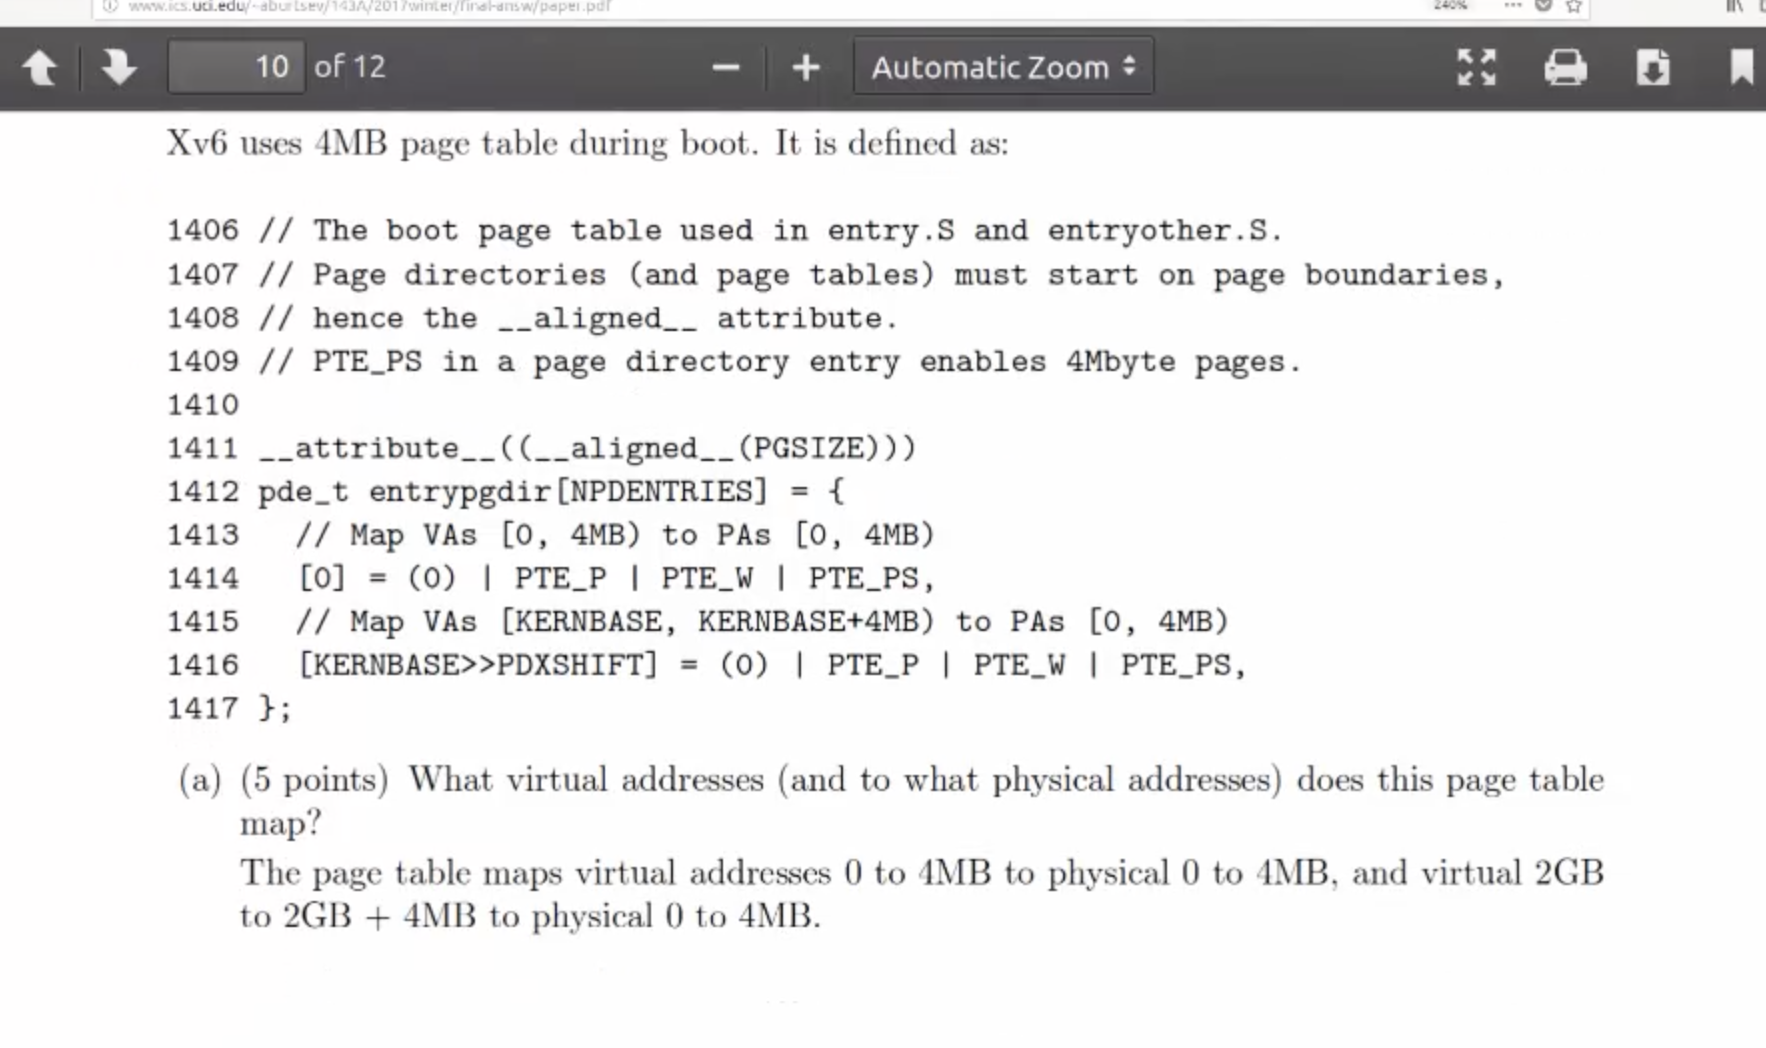 www.ics.uci.edu/~aburtsev/143A/2017winter/final-answ/paper.pdf
240%
10 of 12
Automatic Zoom
Xv6 uses 4MB page table during boot. It is defined as:
1406 // The boot page table used in entry.S and entryother.S.
1407 // Page directories (and page tables) must start on page boundaries,
1408 // hence the __aligned__ attribute.
1409 // PTE_PS in a page directory entry enables 4Mbyte pages.
1410
1411 __attribute__((__aligned__(PGSIZE)))
1412 pde_t entrypgdir[NPDENTRIES] = {
1413 // Map VAs [0, 4MB) to PAs [0, 4MB)
1414 [0] = (0) | PTE_P | PTE_W | PTE_PS,
1415 // Map VAs [KERNBASE, KERNBASE+4MB) to PAs [0, 4MB)
1416 [KERNBASE>>PDXSHIFT] = (0) | PTE_P | PTE_W | PTE_PS,
1417 };
(a) (5 points) What virtual addresses (and to what physical addresses) does this page table
map?
The page table maps virtual addresses 0 to 4MB to physical 0 to 4MB, and virtual 2GB
to 2GB + 4MB to physical 0 to 4MB.